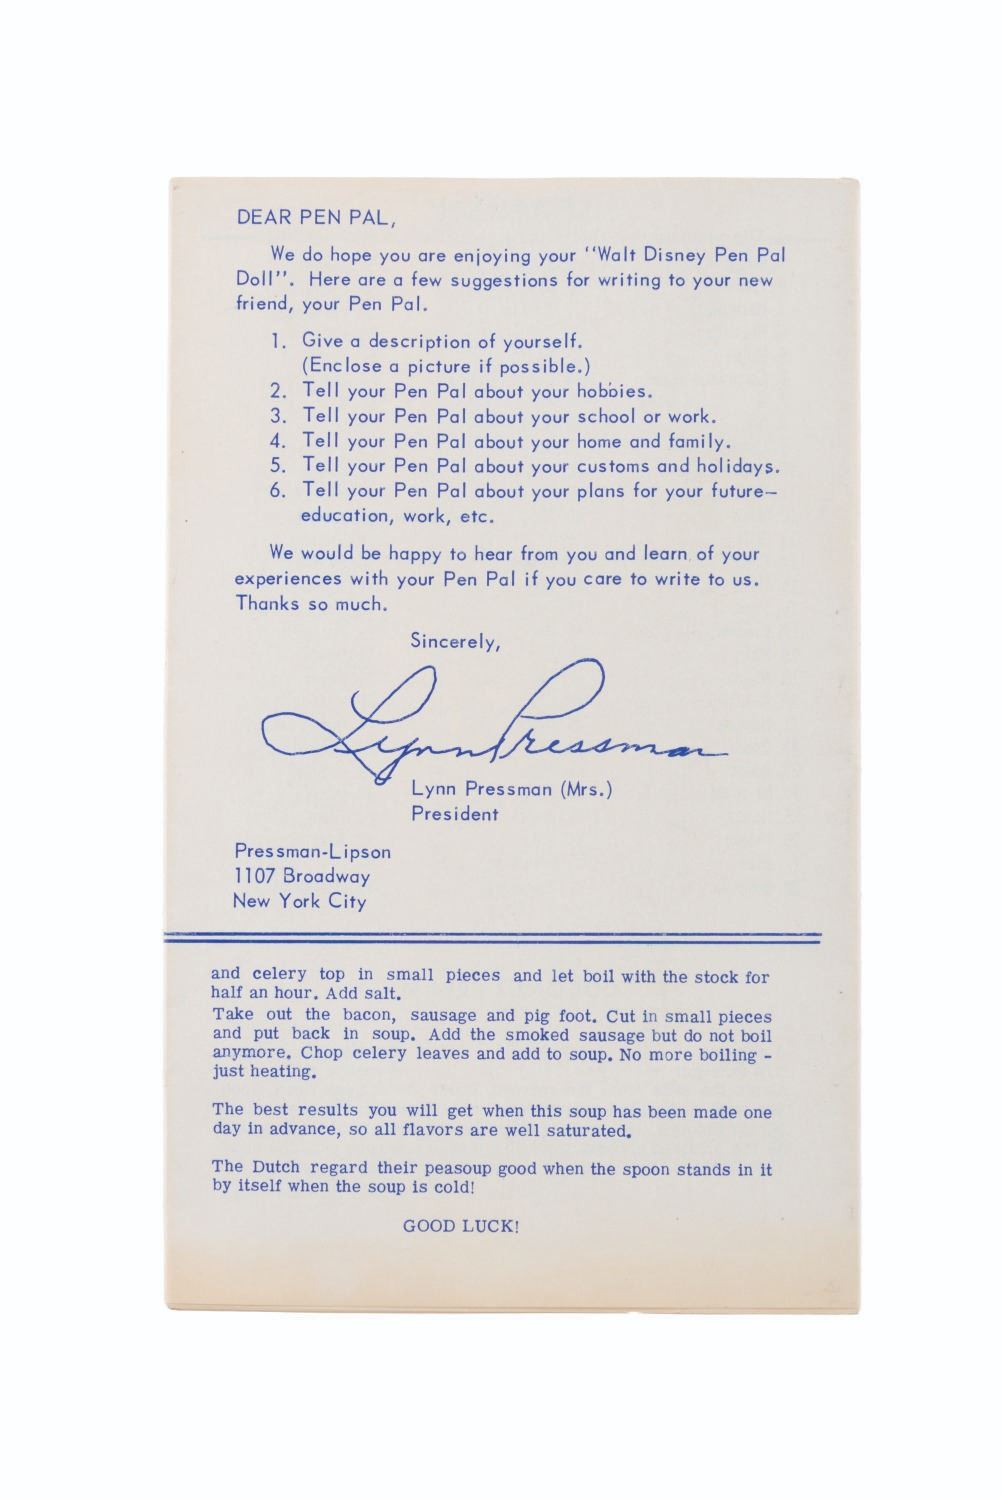 DEAR PEN PAL,
We do hope you are enjoying your "Walt Disney Pen Pal
Doll". Here are a few suggestions for writing to your new
friend, your Pen Pal.
1. Give a description of yourself.
(Enclose a picture if possible.)
2. Tell your Pen Pal about your hobbies.
3. Tell your Pen Pal about your school or work.
4. Tell your Pen Pal about your home and family.
5. Tell your Pen Pal about your customs and holidays.
6. Tell your Pen Pal about your plans for your future—
education, work, etc.
We would be happy to hear from you and learn of your
experiences with your Pen Pal if you care to write to us.
Thanks so much.
Sincerely,
Lynn Pressman
Lynn Pressman (Mrs.)
President
Pressman-Lipson
1107 Broadway
New York City
and celery top in small pieces and let boil with the stock for
half an hour. Add salt.
Take out the bacon, sausage and pig foot. Cut in small pieces
and put back in soup. Add the smoked sausage but do not boil
anymore. Chop celery leaves and add to soup. No more boiling -
just heating.
The best results you will get when this soup has been made one
day in advance, so all flavors are well saturated.
The Dutch regard their peasoup good when the spoon stands in it
by itself when the soup is cold!
GOOD LUCK!